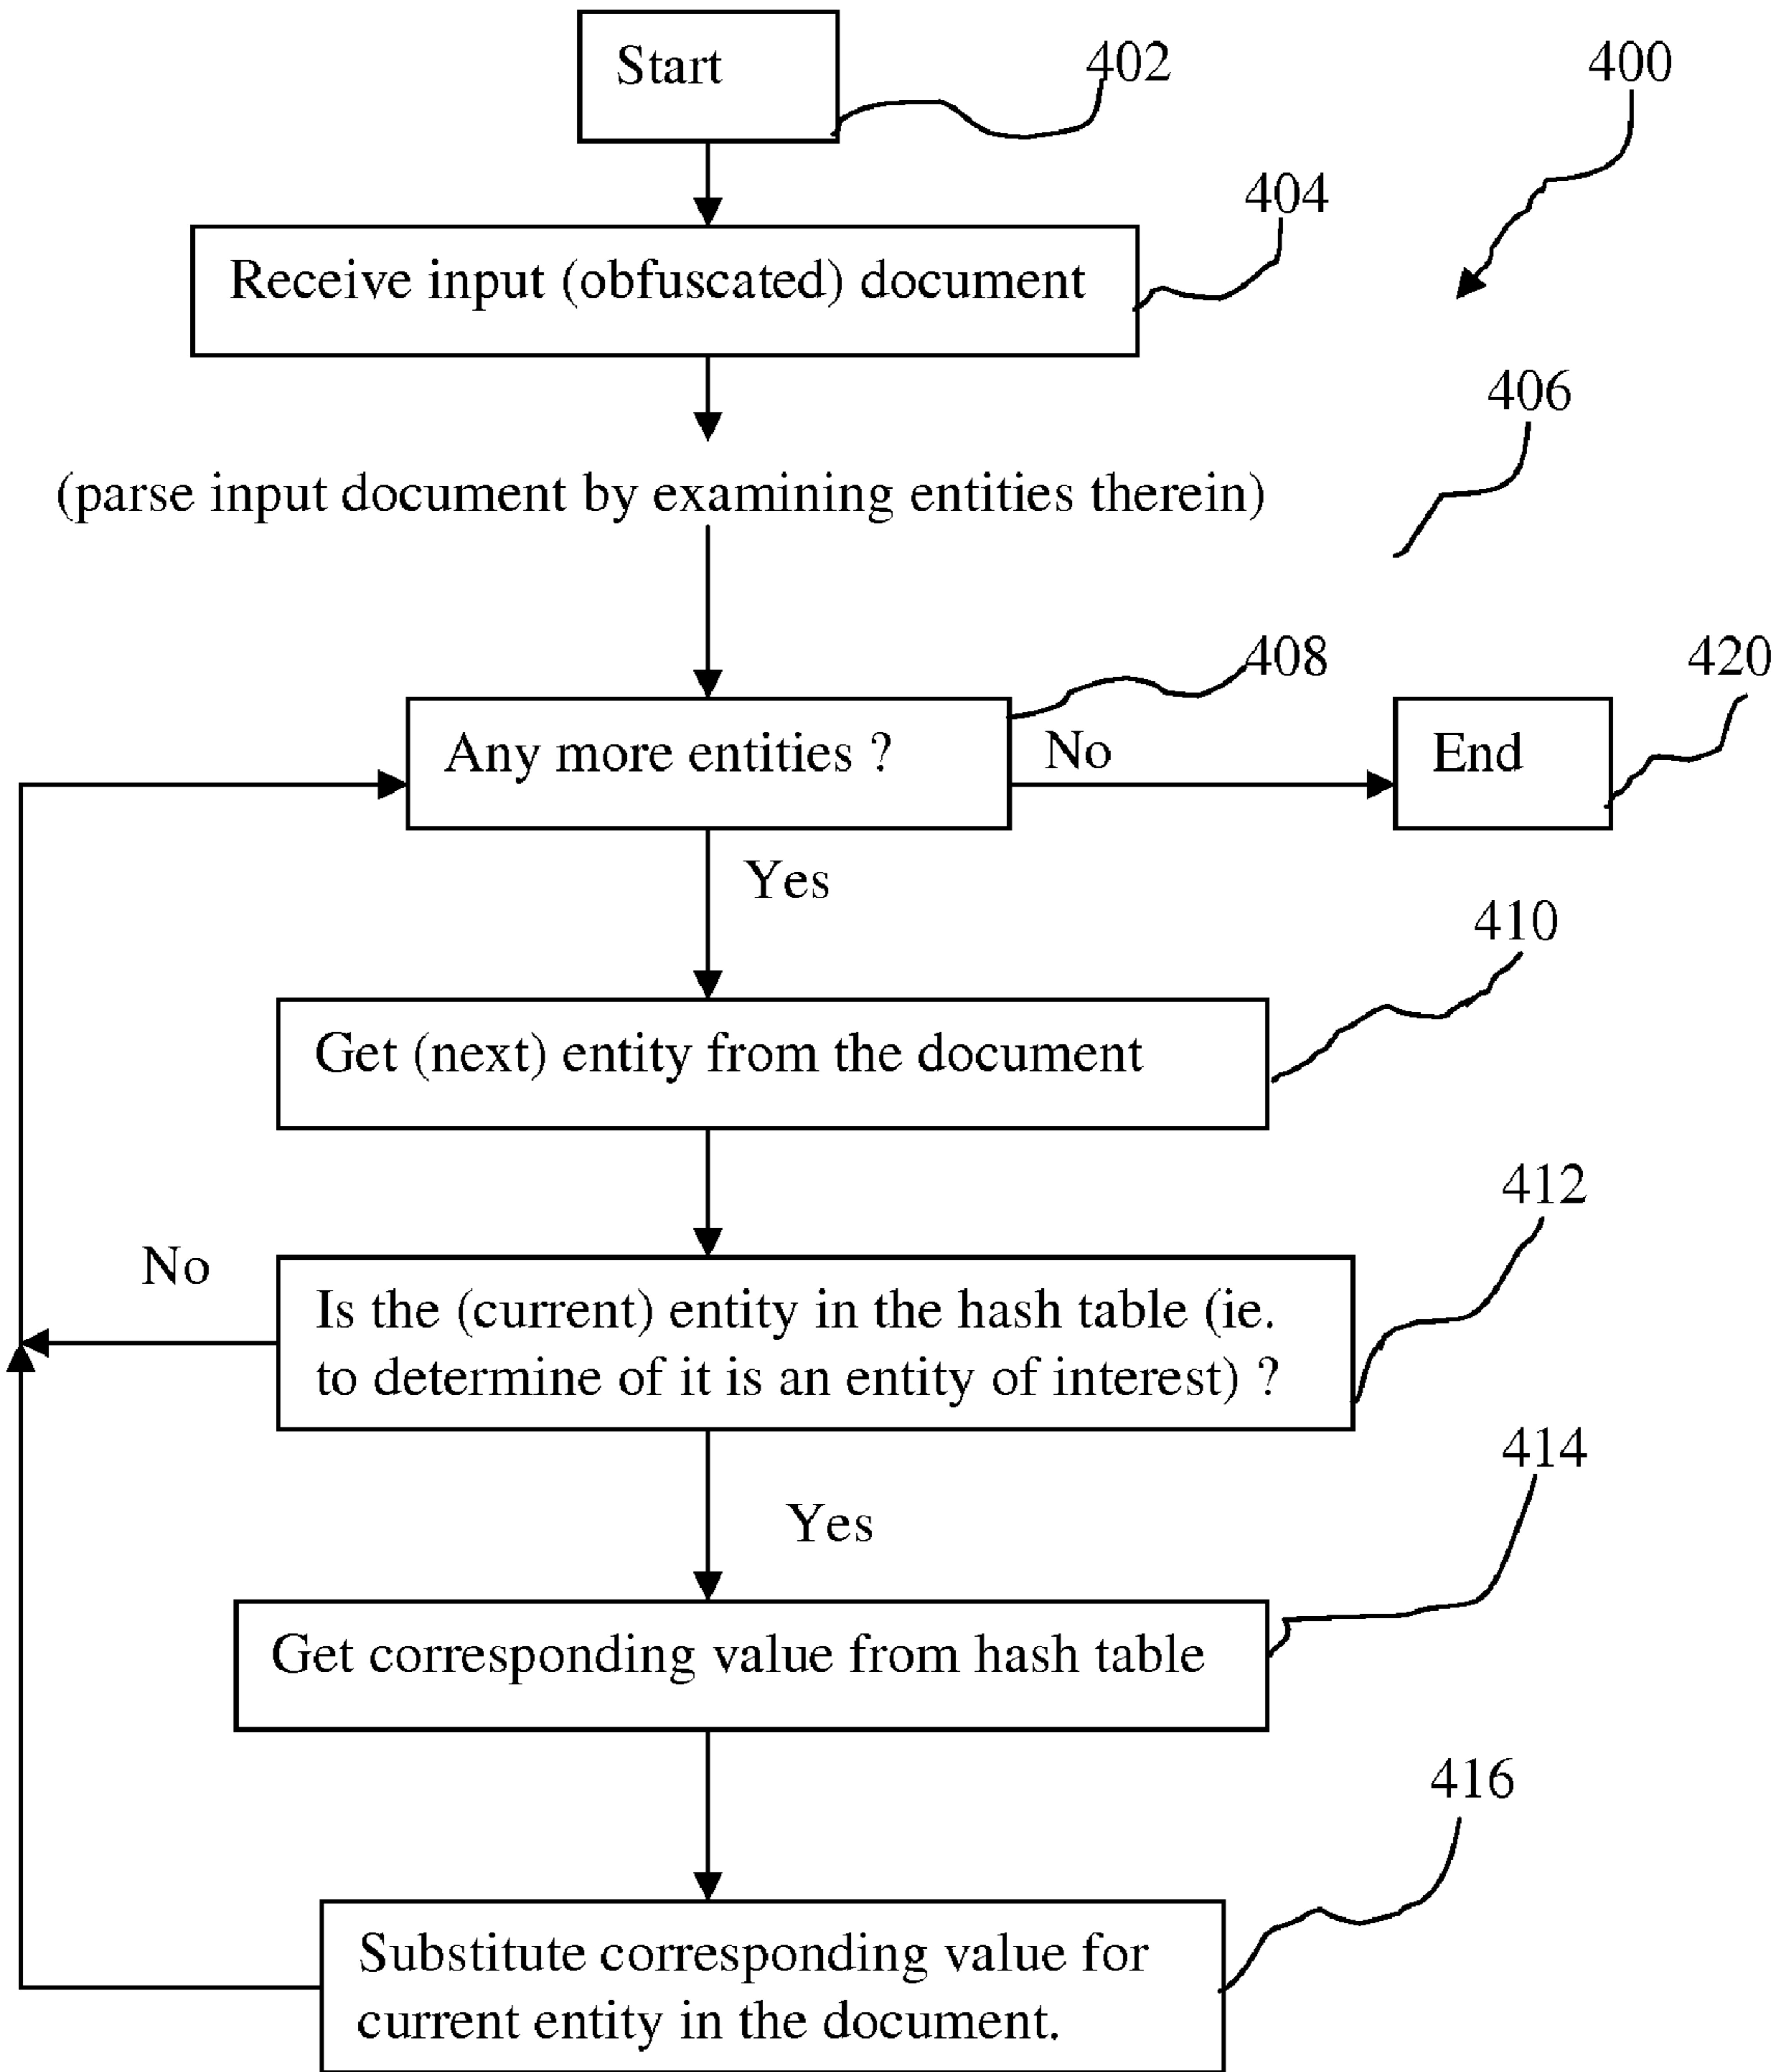 Start
402
400
404
Receive input (obfuscated) document
406
(parse input document by examining entities therein)
408
420
Any more entities ?
No
End
Yes
410
Get (next) entity from the document
412
No
Is the (current) entity in the hash table (ie.
to determine of it is an entity of interest) ?
414
Yes
Get corresponding value from hash table
416
Substitute corresponding value for
current entity in the document.